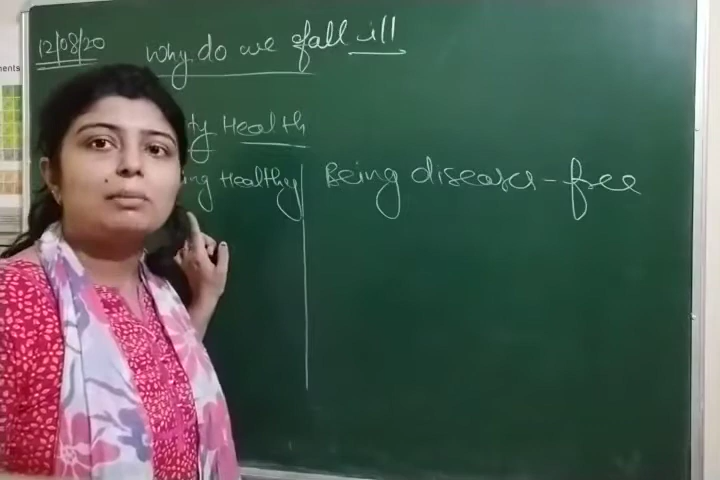 12/08/20
Why do we fall ill
Health
Healthy
Being disease-free